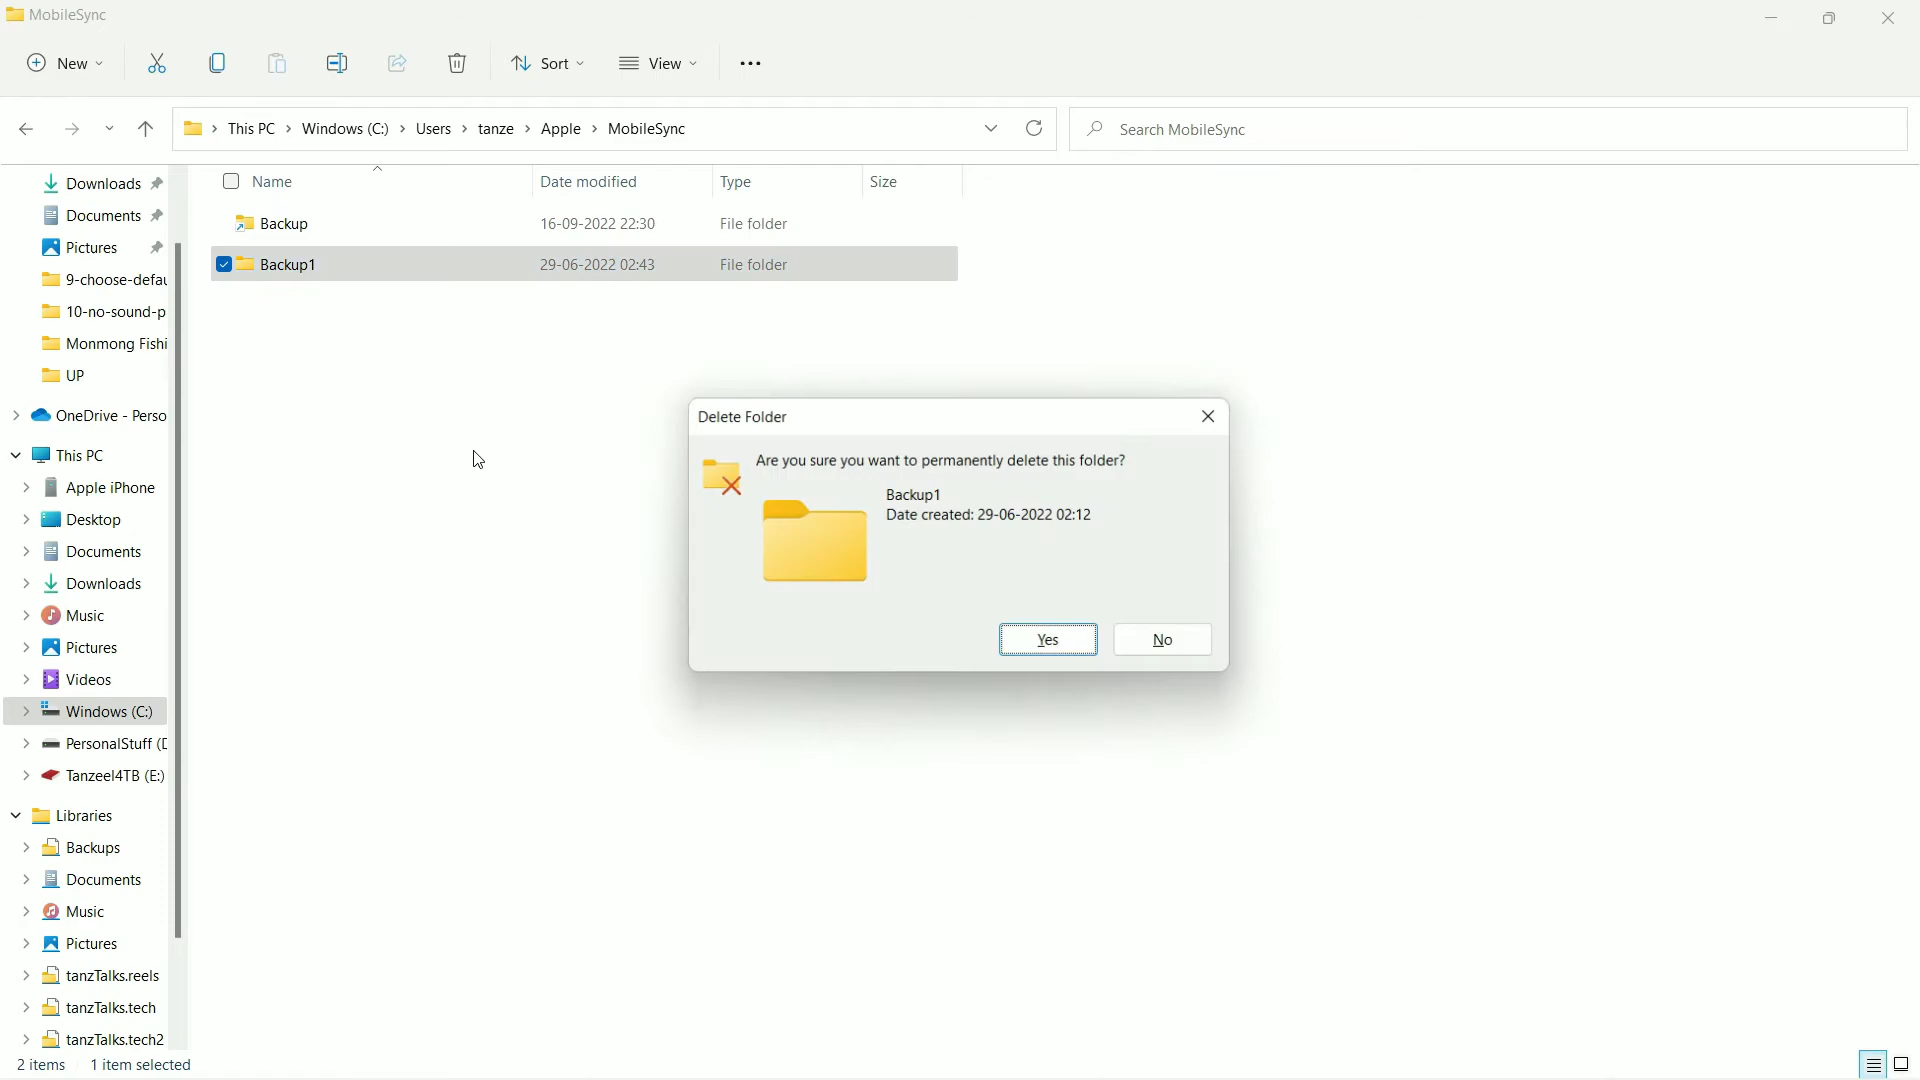 MobileSync
New
Sort
View
This PC > Windows (C:) > Users > tanze > Apple > MobileSync
Search MobileSync
Name Date modified Type Size
Backup 16-09-2022 22:30 File folder
Backup1 29-06-2022 02:43 File folder
Downloads
Documents
Pictures
9-choose-defau
10-no-sound-p
Monmong Fishi
UP
OneDrive - Perso
This PC
Apple iPhone
Desktop
Documents
Downloads
Music
Pictures
Videos
Windows (C:)
PersonalStuff (D
Tanzeel4TB (E:)
Libraries
Backups
Documents
Music
Pictures
tanzTalks.reels
tanzTalks.tech
tanzTalks.tech2
Delete Folder
Are you sure you want to permanently delete this folder?
Backup1
Date created: 29-06-2022 02:12
Yes No
2 items 1 item selected